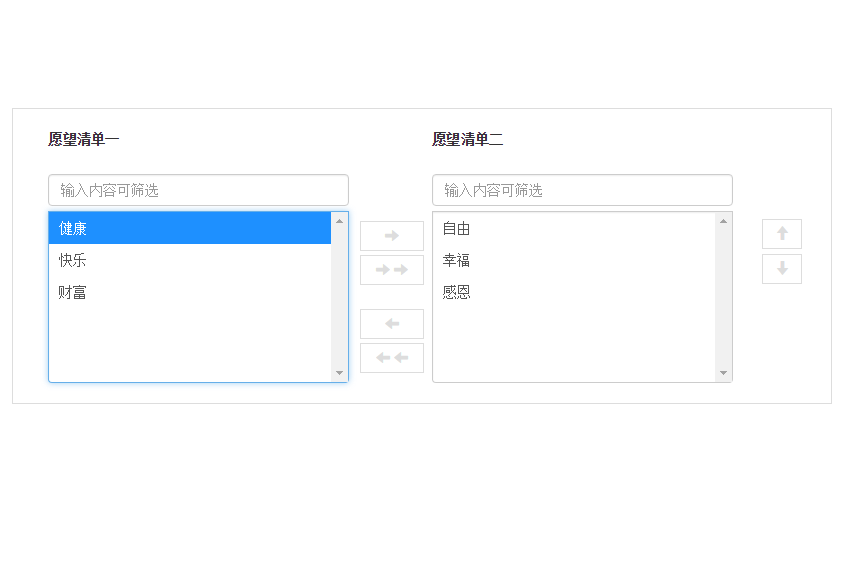 愿望清单一
愿望清单二
输入内容可筛选
输入内容可筛选
健康
快乐
财富
自由
幸福
感恩